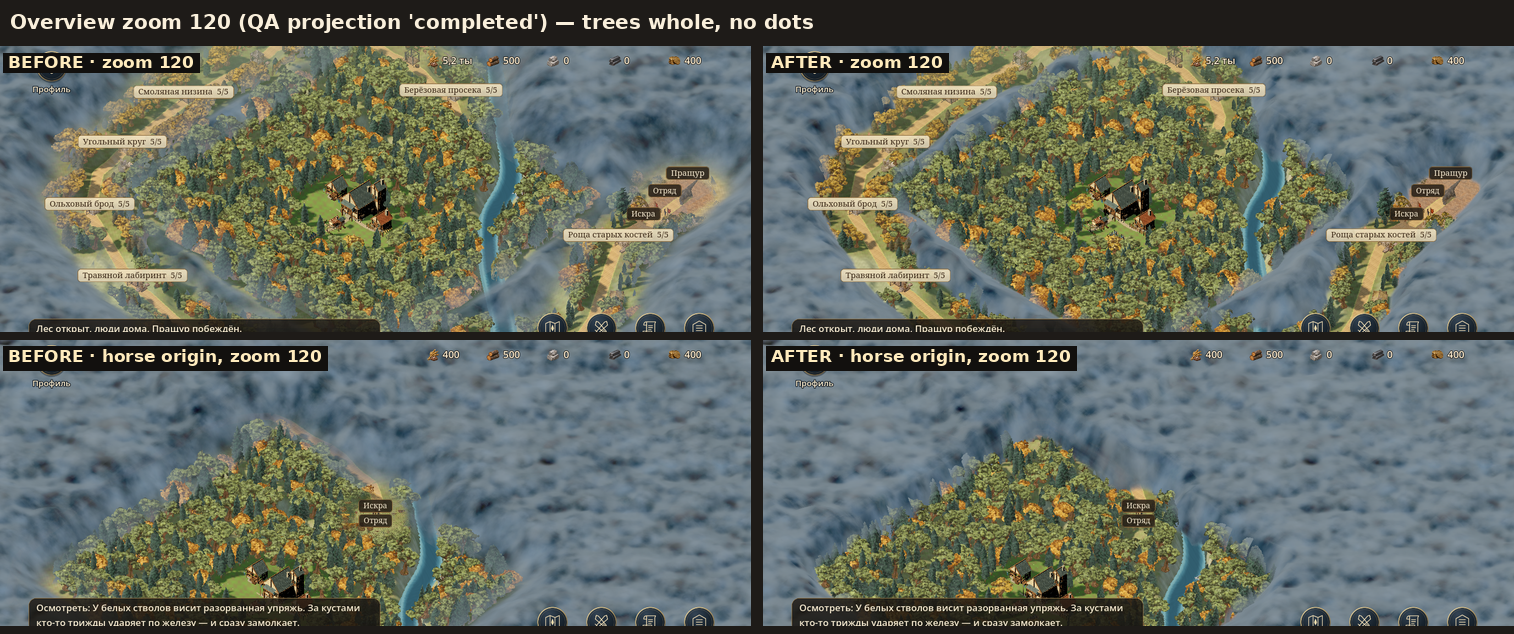 Overview zoom 120 (QA projection 'completed') — trees whole, no dots
BEFORE · zoom 120
5,2 ты
500
0
0
400
Профиль
Смоляная низина 5/5
Берёзовая просека 5/5
Угольный круг 5/5
Пращур
Отряд
Ольховый брод 5/5
Искра
Роща старых костей 5/5
Травяной лабиринт 5/5
Лес открыт, люди дома. Пращур побеждён.
AFTER · zoom 120
5,2 ты
500
0
0
400
Профиль
Смоляная низина 5/5
Берёзовая просека 5/5
Угольный круг 5/5
Пращур
Отряд
Ольховый брод 5/5
Искра
Роща старых костей 5/5
Травяной лабиринт 5/5
Лес открыт, люди дома. Пращур побеждён.
BEFORE · horse origin, zoom 120
400
500
0
0
400
Профиль
Искра
Отряд
Осмотреть: У белых стволов висит разорванная упряжь. За кустами
кто-то трижды ударяет по железу — и сразу замолкает.
AFTER · horse origin, zoom 120
400
500
0
0
400
Профиль
Искра
Отряд
Осмотреть: У белых стволов висит разорванная упряжь. За кустами
кто-то трижды ударяет по железу — и сразу замолкает.